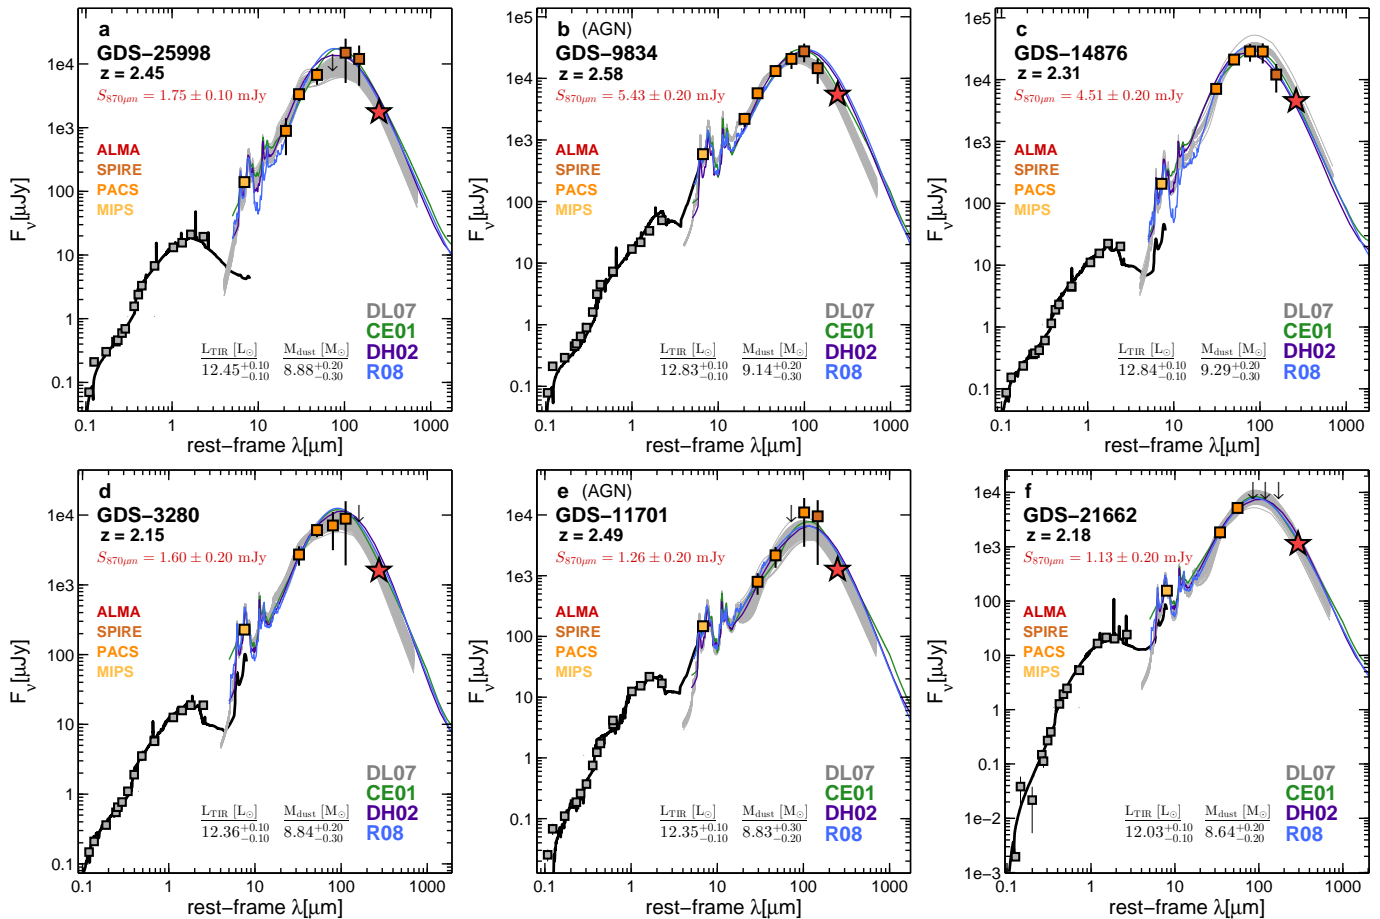 a
GDS−25998
z = 2.45
S870μm = 1.75 ± 0.10 mJy
ALMA
SPIRE
PACS
MIPS
DL07
CE01
DH02
R08
LTIR [L⊙] Mdust [M⊙]
12.45+0.10−0.10 8.88+0.20−0.30
1e5
1e4
1e3
100
10
1
0.1
Fν[μJy]
0.1 1 10 100 1000
rest−frame λ[μm]
b (AGN)
GDS−9834
z = 2.58
S870μm = 5.43 ± 0.20 mJy
ALMA
SPIRE
PACS
MIPS
DL07
CE01
DH02
R08
LTIR [L⊙] Mdust [M⊙]
12.83+0.10−0.10 9.14+0.20−0.30
1e5
1e4
1e3
100
10
1
0.1
Fν[μJy]
0.1 1 10 100 1000
rest−frame λ[μm]
c
GDS−14876
z = 2.31
S870μm = 4.51 ± 0.20 mJy
ALMA
SPIRE
PACS
MIPS
DL07
CE01
DH02
R08
LTIR [L⊙] Mdust [M⊙]
12.84+0.10−0.10 9.29+0.20−0.30
1e5
1e4
1e3
100
10
1
0.1
Fν[μJy]
0.1 1 10 100 1000
rest−frame λ[μm]
d
GDS−3280
z = 2.15
S870μm = 1.60 ± 0.20 mJy
ALMA
SPIRE
PACS
MIPS
DL07
CE01
DH02
R08
LTIR [L⊙] Mdust [M⊙]
12.36+0.10−0.10 8.84+0.20−0.30
1e4
1e3
100
10
1
0.1
Fν[μJy]
0.1 1 10 100 1000
rest−frame λ[μm]
e (AGN)
GDS−11701
z = 2.49
S870μm = 1.26 ± 0.20 mJy
ALMA
SPIRE
PACS
MIPS
DL07
CE01
DH02
R08
LTIR [L⊙] Mdust [M⊙]
12.35+0.10−0.10 8.83+0.30−0.20
1e4
1e3
100
10
1
0.1
0.01
Fν[μJy]
0.1 1 10 100 1000
rest−frame λ[μm]
f
GDS−21662
z = 2.18
S870μm = 1.13 ± 0.20 mJy
ALMA
SPIRE
PACS
MIPS
DL07
CE01
DH02
R08
LTIR [L⊙] Mdust [M⊙]
12.03+0.10−0.10 8.64+0.20−0.30
1e4
1e3
100
10
1
0.1
1e−2
1e−3
Fν[μJy]
0.1 1 10 100 1000
rest−frame λ[μm]